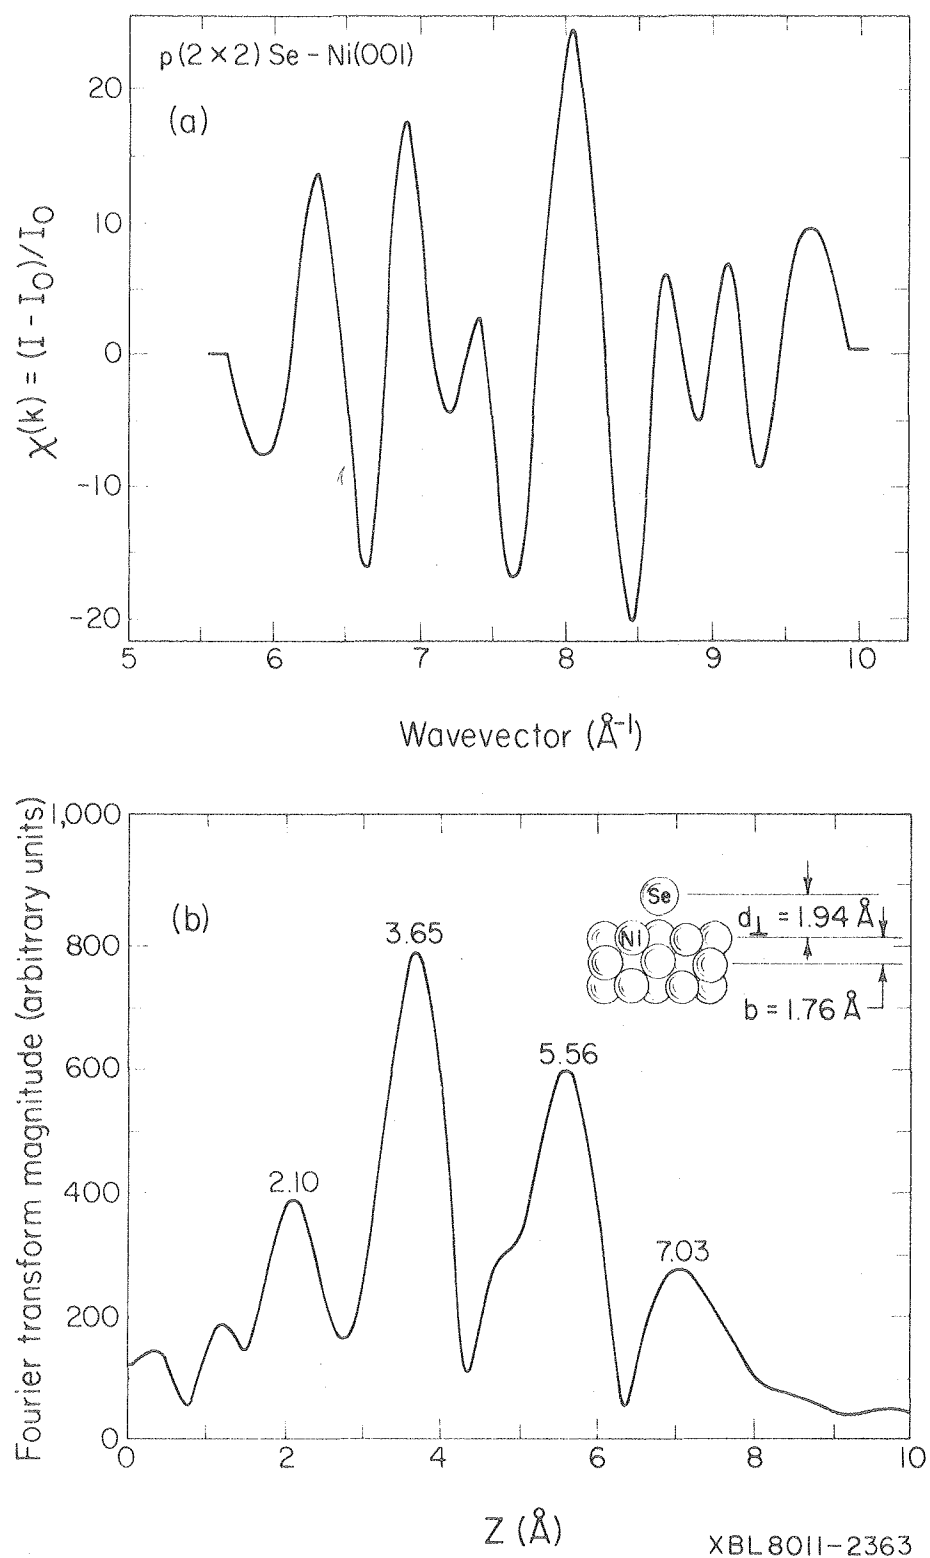 p(2×2) Se – Ni(001)
(a)
20
10
0
-10
-20
χ(k) = (I - I₀)/I₀
5 6 7 8 9 10
Wavevector (Å⁻¹)
1,000
800
600
400
200
0
Fourier transform magnitude (arbitrary units)
(b)
Se
Ni
d⊥ = 1.94 Å
b = 1.76 Å
2.10
3.65
5.56
7.03
0 2 4 6 8 10
Z (Å)
XBL8011-2363